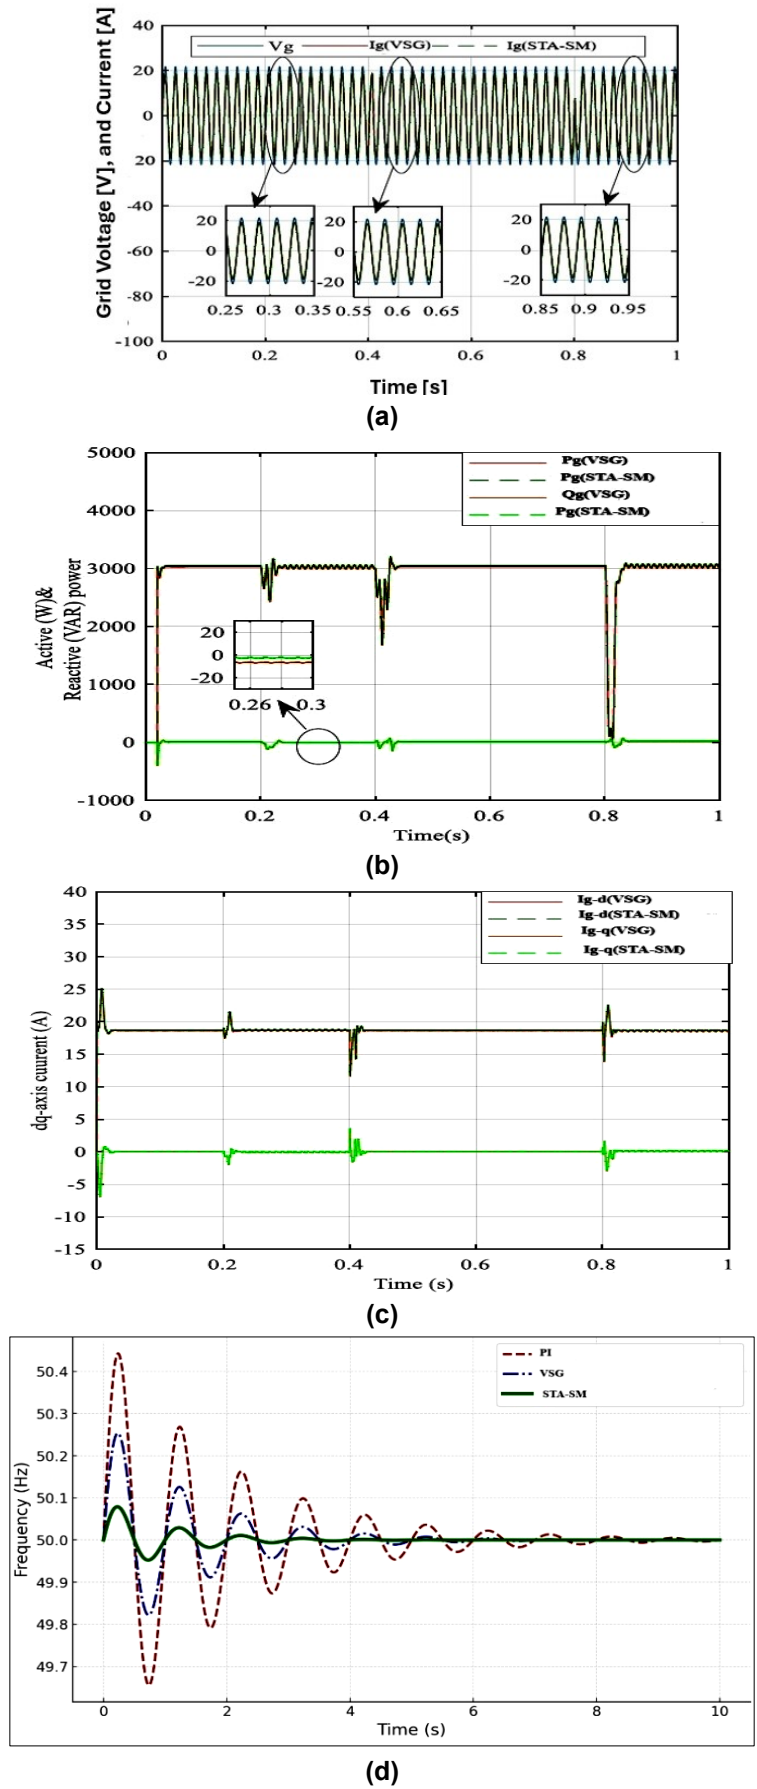 Grid Voltage [V], and Current [A]
40
Vg Ig(VSG) Ig(STA-SM)
20
0
20
-40
-60
-80
-100
20
0
-20
0.25 0.3 0.35
20
0
-20
0.55 0.6 0.65
20
0
-20
0.85 0.9 0.95
0 0.2 0.4 0.6 0.8 1
Time [s]
(a)
Active (W)&
Reactive (VAR) power
5000
4000
3000
2000
1000
0
-1000
Pg(VSG)
Pg(STA-SM)
Qg(VSG)
Pg(STA-SM)
20
0
-20
0.26 0.3
0 0.2 0.4 0.6 0.8 1
Time(s)
(b)
dq-axis cuurent (A)
40
35
30
25
20
15
10
5
0
-5
-10
-15
Ig-d(VSG)
Ig-d(STA-SM)
Ig-q(VSG)
Ig-q(STA-SM)
0 0.2 0.4 0.6 0.8 1
Time (s)
(c)
Frequency (Hz)
50.4
50.3
50.2
50.1
50.0
49.9
49.8
49.7
PI
VSG
STA-SM
0 2 4 6 8 10
Time (s)
(d)